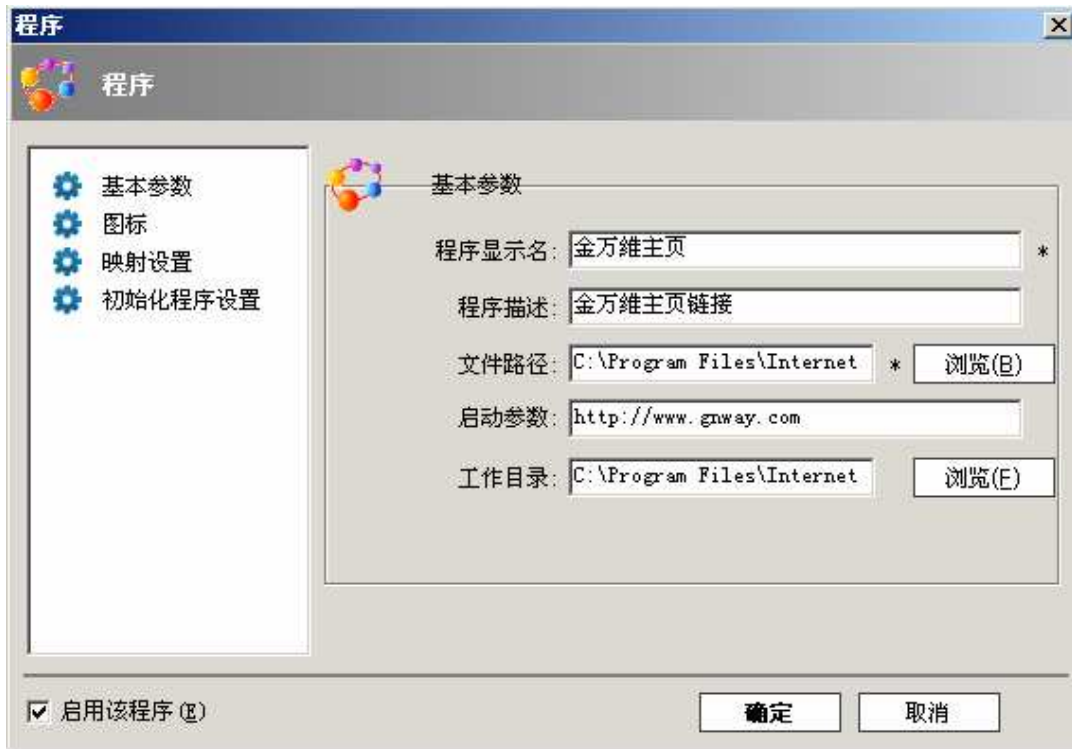 程序
程序
基本参数
图标
映射设置
初始化程序设置
基本参数
程序显示名: 金万维主页 *
程序描述: 金万维主页链接
文件路径: C:\Program Files\Internet * 浏览(B)
启动参数: http://www.gnway.com
工作目录: C:\Program Files\Internet 浏览(F)
启用该程序(E) 确定 取消